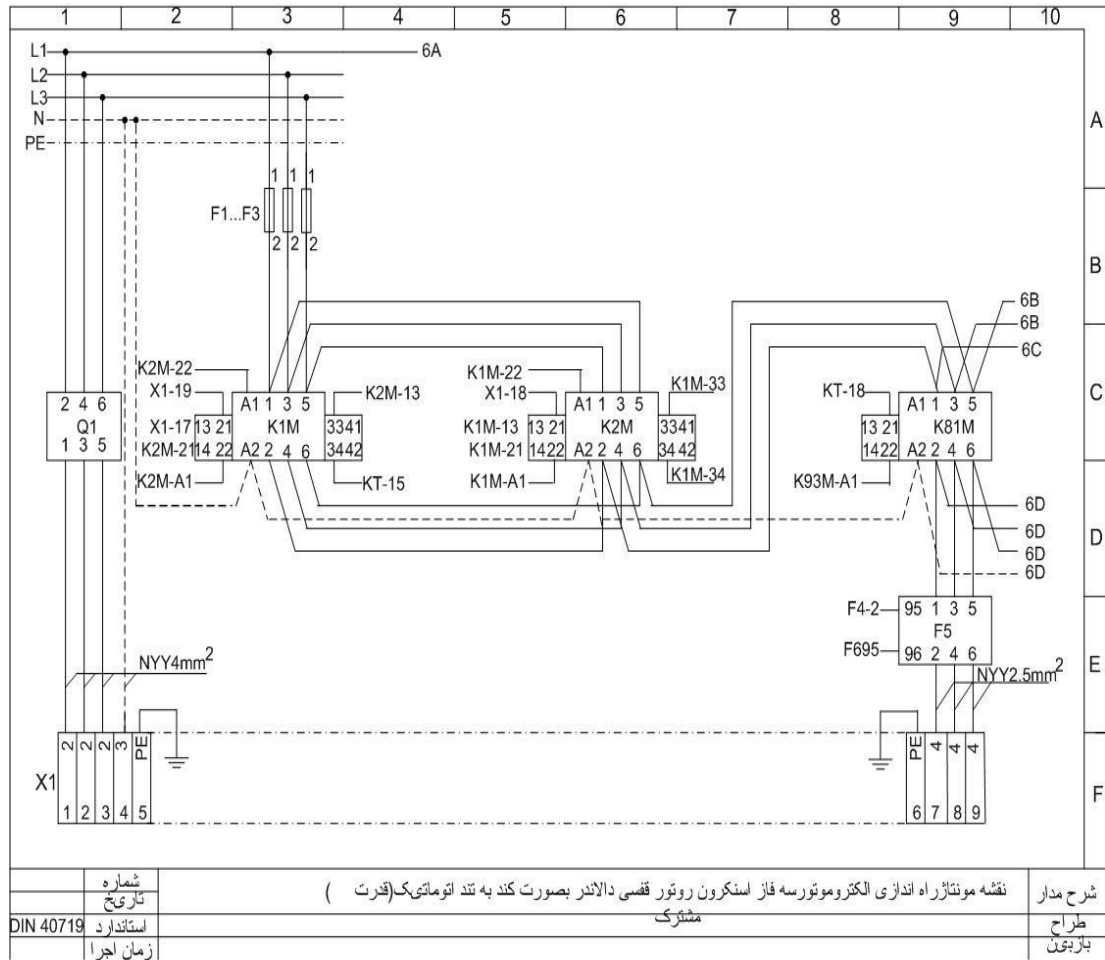 1 2 3 4 5 6 7 8 9 10
L1 6A
L2
L3
N
PE
A
1 1 1
F1...F3
2 2 2
B
6B
6B
6C
K2M-22 K1M-22
X1-19 K2M-13 X1-18 K1M-33 KT-18
C
2 4 6 A1 1 3 5 A1 1 3 5 A1 1 3 5
Q1 X1-17 13 21 K1M 33 41 K1M-13 13 21 K2M 33 41 13 21 K81M
1 3 5 K2M-21 14 22 A2 2 4 6 34 42 K1M-21 14 22 A2 2 4 6 34 42 14 22 A2 2 4 6
K2M-A1 KT-15 K1M-A1 K1M-34 K93M-A1
6D
6D
D
6D
6D
F4-2 95 1 3 5
F5
F695 96 2 4 6
E
NYY4mm2 NYY2.5mm2
2 2 2 3 PE PE 4 4 4
X1
F
1 2 3 4 5 6 7 8 9
شرح مدار
نقشه مونتاژراه اندازی الکتروموتورسه فاز اسنکرون روتور قفسی دالاندر بصورت کند به تند اتوماتیک(قدرت )
مشترک
شماره
تاریخ
طراح
استاندارد DIN 40719
بازبین
زمان اجرا